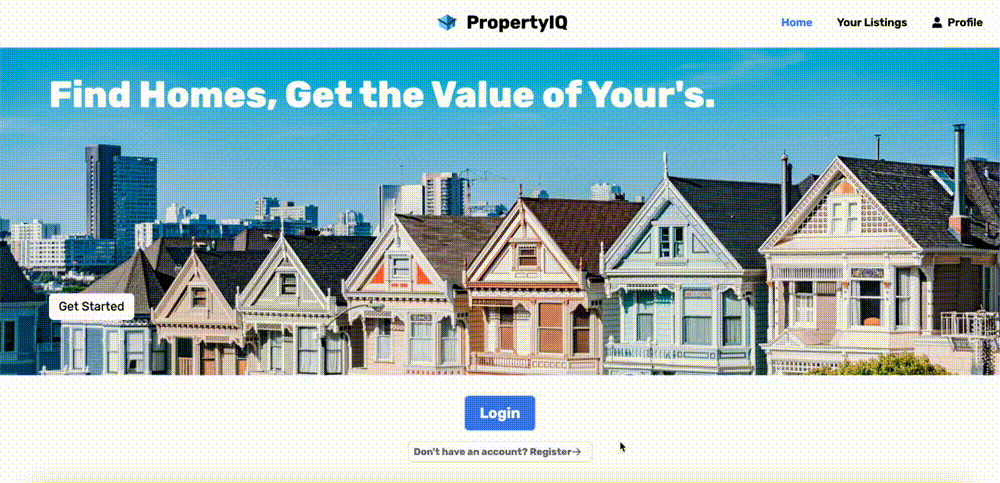 PropertyIQ
Home
Your Listings
Profile
Find Homes, Get the Value of Your's.
Get Started
Login
Don't have an account? Register